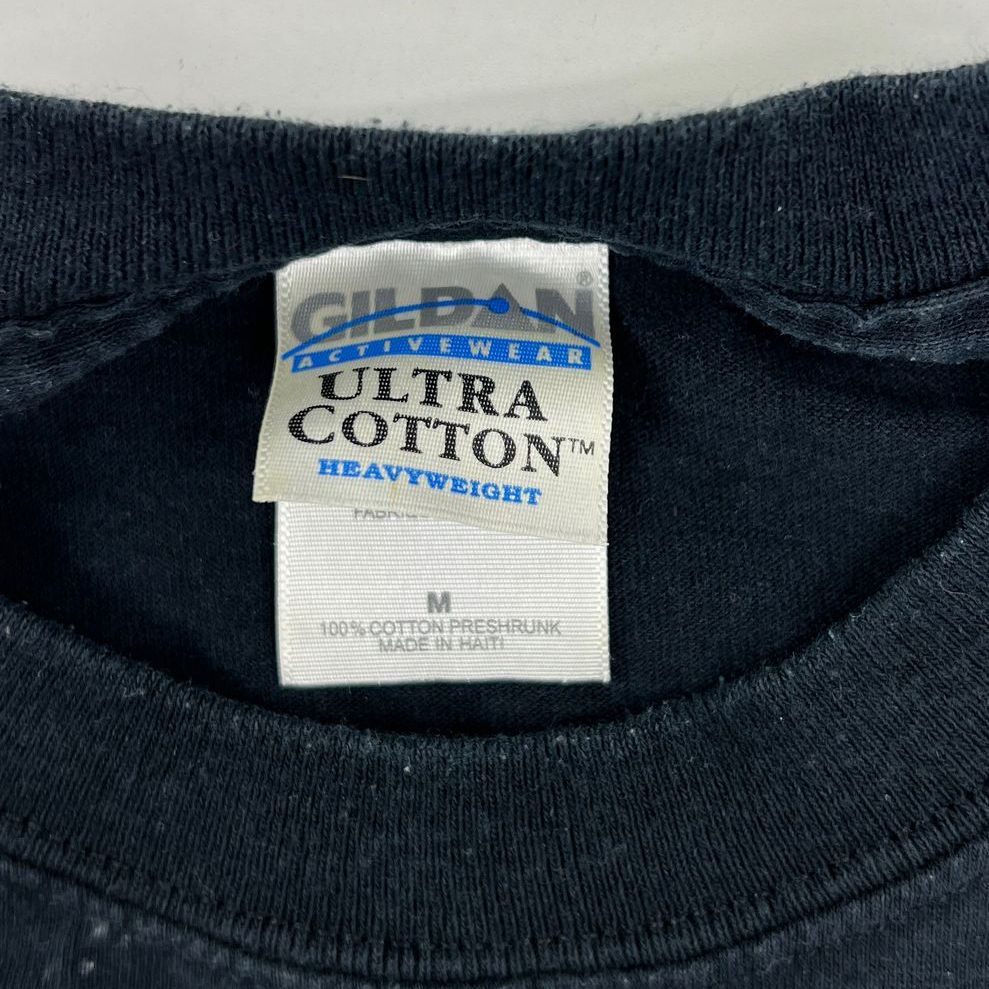 GILDAN®
ACTIVEWEAR
ULTRA
COTTON™
HEAVYWEIGHT
M
100% COTTON PRESHRUNK
MADE IN HAITI